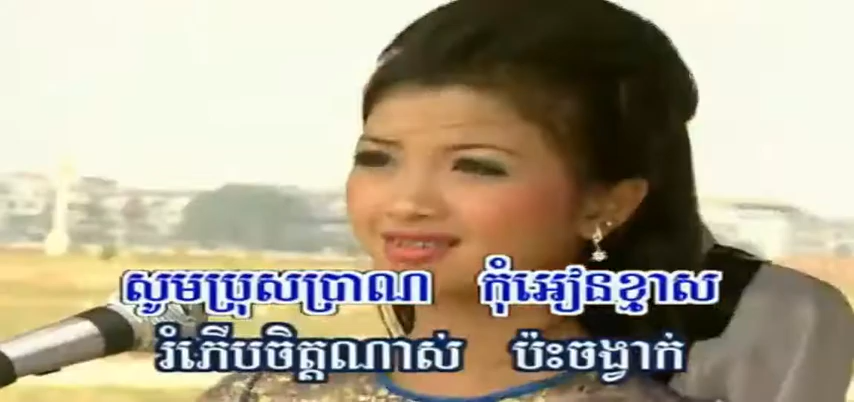 សូមប្រុសប្រាណ កុំអៀនខ្មាស
រំភើបចិត្តណាស់ ប៉ះចង្វាក់